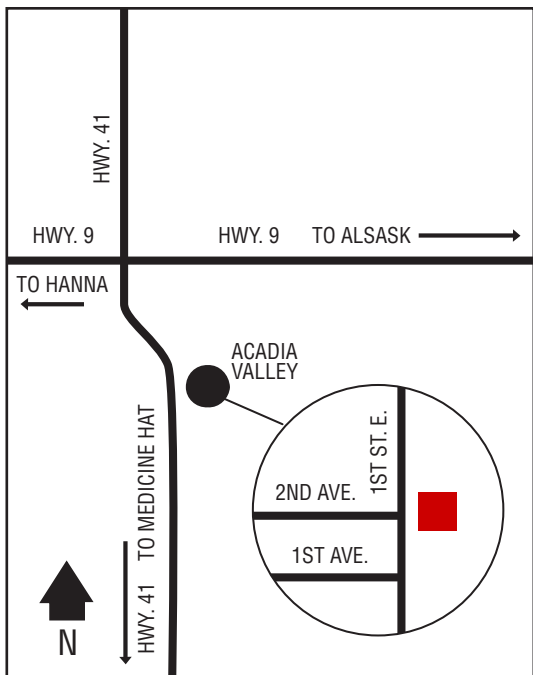 HWY. 41
HWY. 9
HWY. 9 TO ALSASK
TO HANNA
ACADIA
VALLEY
HWY. 41 TO MEDICINE HAT
1ST ST. E.
2ND AVE.
1ST AVE.
N